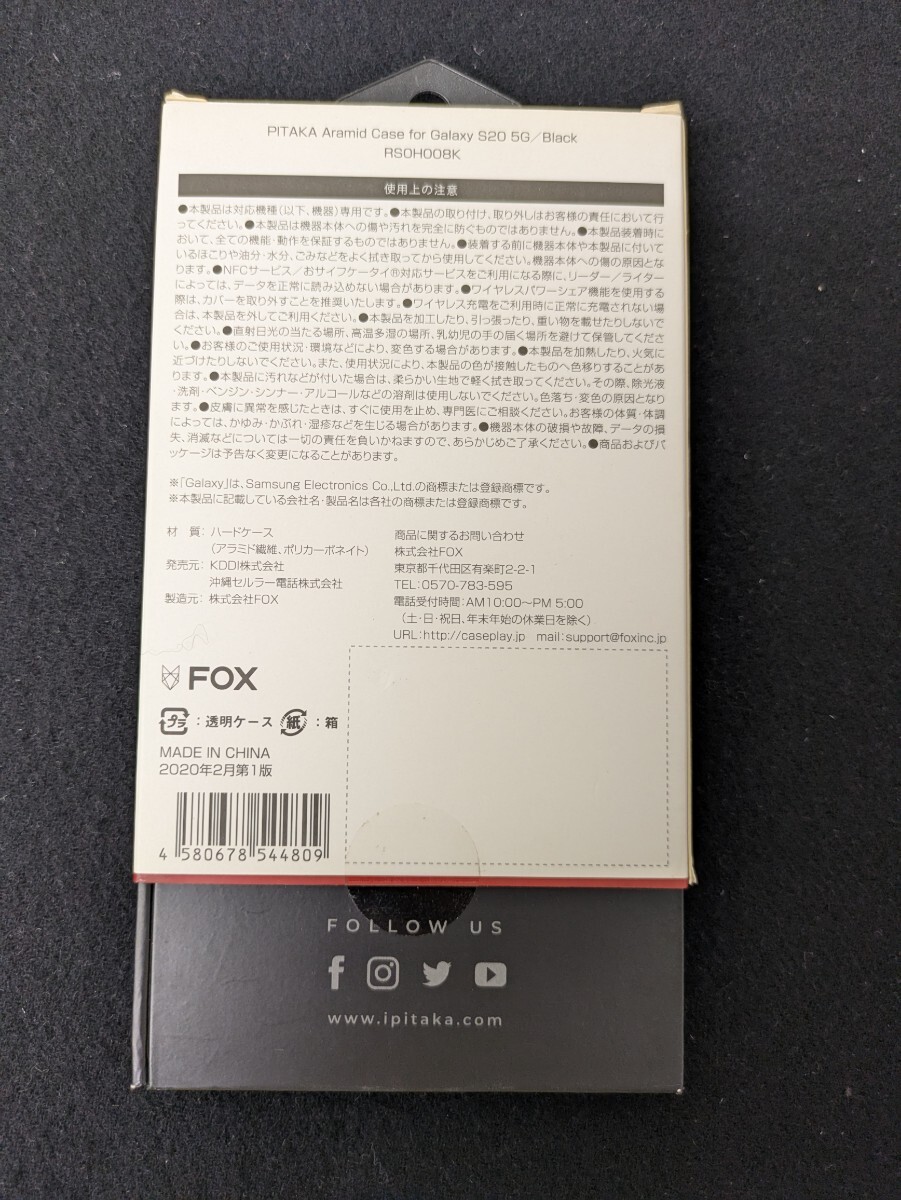 PITAKA Aramid Case for Galaxy S20 5G/Black
RS0H008K
使用上の注意
●本製品は対応機種(以下、機器)専用です。●本製品の取り付け、取り外しはお客様の責任において行
ってください。●本製品は機器本体への傷や汚れを完全に防ぐものではありません。●本製品装着時に
おいて、全ての機能・動作を保証するものではありません。●装着する前に機器本体や本製品に付いて
いるほこりや油分・水分、ごみなどをよく拭き取ってから使用してください。機器本体への傷の原因とな
ります。●NFCサービス/おサイフケータイ®対応サービスをご利用になる際に、リーダー/ライター
によっては、データを正常に読み込めない場合があります。●ワイヤレスパワーシェア機能を使用する
際は、カバーを取り外すことを推奨いたします。●ワイヤレス充電をご利用時に正常に充電されない場
合は、本製品を外してご利用ください。●本製品を加工したり、引っ張ったり、重い物を載せたりしないで
ください。●直射日光の当たる場所、高温多湿の場所、乳幼児の手の届く場所を避けて保管してくださ
い。●お客様のご使用状況・環境などにより、変色する場合があります。●本製品を加熱したり、火気に
近づけたりしないでください。また、使用状況により、本製品の色が接触したものへ色移りすることがあ
ります。●本製品に汚れなどが付いた場合は、柔らかい生地で軽く拭き取ってください。その際、除光液
・洗剤・ベンジン・シンナー・アルコールなどの溶剤は使用しないでください。色落ち・変色の原因となり
ます。●皮膚に異常を感じたときは、すぐに使用を止め、専門医にご相談ください。お客様の体質・体調
によっては、かゆみ・かぶれ・湿疹などを生じる場合があります。●機器本体の破損や故障、データの損
失、消滅などについては一切の責任を負いかねますので、あらかじめご了承ください。●商品およびパ
ッケージは予告なく変更になることがあります。
※「Galaxy」は、Samsung Electronics Co.,Ltd.の商標または登録商標です。
※本製品に記載している会社名・製品名は各社の商標または登録商標です。
材 質: ハードケース
(アラミド繊維、ポリカーボネイト)
発売元: KDDI株式会社
沖縄セルラー電話株式会社
製造元: 株式会社FOX
商品に関するお問い合わせ
株式会社FOX
東京都千代田区有楽町2-2-1
TEL:0570-783-595
電話受付時間:AM10:00〜PM 5:00
(土・日・祝日、年末年始の休業日を除く)
URL:http://caseplay.jp mail:support@foxinc.jp
FOX
プラ:透明ケース 紙:箱
MADE IN CHINA
2020年2月第1版
4 580678 544809
FOLLOW US
www.ipitaka.com